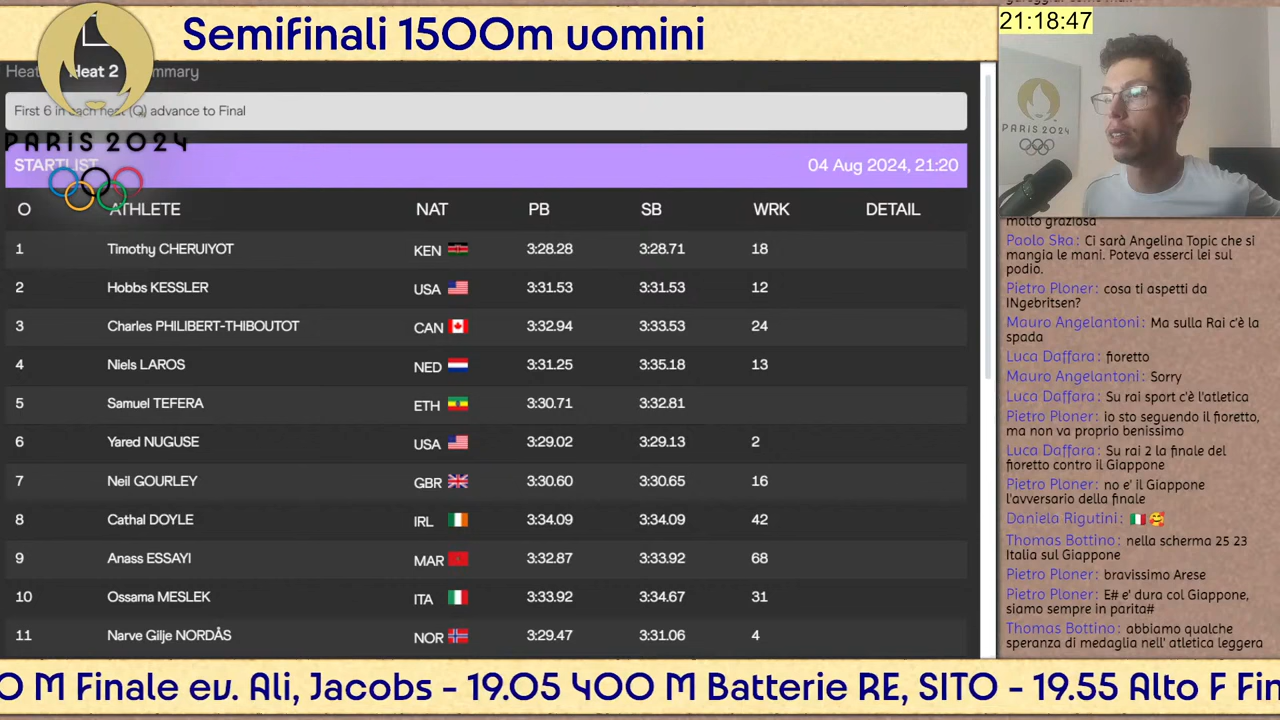 Semifinali 1500m uomini
21:18:47
Heat 2
First 6 in each heat (Q) advance to Final
PARIS 2024
STARTLIST 04 Aug 2024, 21:20
O ATHLETE NAT PB SB WRK DETAIL
1 Timothy CHERUIYOT KEN 3:28.28 3:28.71 18
2 Hobbs KESSLER USA 3:31.53 3:31.53 12
3 Charles PHILIBERT-THIBOUTOT CAN 3:32.94 3:33.53 24
4 Niels LAROS NED 3:31.25 3:35.18 13
5 Samuel TEFERA ETH 3:30.71 3:32.81
6 Yared NUGUSE USA 3:29.02 3:29.13 2
7 Neil GOURLEY GBR 3:30.60 3:30.65 16
8 Cathal DOYLE IRL 3:34.09 3:34.09 42
9 Anass ESSAYI MAR 3:32.87 3:33.92 68
10 Ossama MESLEK ITA 3:33.92 3:34.67 31
11 Narve Gilje NORDÅS NOR 3:29.47 3:31.06 4
PARIS 2024
molto graziosa
Paolo Ska: Ci sarà Angelina Topic che si
mangia le mani. Poteva esserci lei sul
podio.
Pietro Ploner: cosa ti aspetti da
INgebritsen?
Mauro Angelantoni: Ma sulla Rai c'è la
spada
Luca Daffara: fioretto
Mauro Angelantoni: Sorry
Luca Daffara: Su rai sport c'è l'atletica
Pietro Ploner: io sto seguendo il fioretto,
ma non va proprio benissimo
Luca Daffara: Su rai 2 la finale del
fioretto contro il Giappone
Pietro Ploner: no e' il Giappone
l'avversario della finale
Daniela Rigutini: 🇮🇹🥰
Thomas Bottino: nella scherma 25 23
Italia sul Giappone
Pietro Ploner: bravissimo Arese
Pietro Ploner: E# e' dura col Giappone,
siamo sempre in parita#
Thomas Bottino: abbiamo qualche
speranza di medaglia nell' atletica leggera
0 M Finale ev. Ali, Jacobs - 19.05 400 M Batterie RE, SITO - 19.55 Alto F Fin